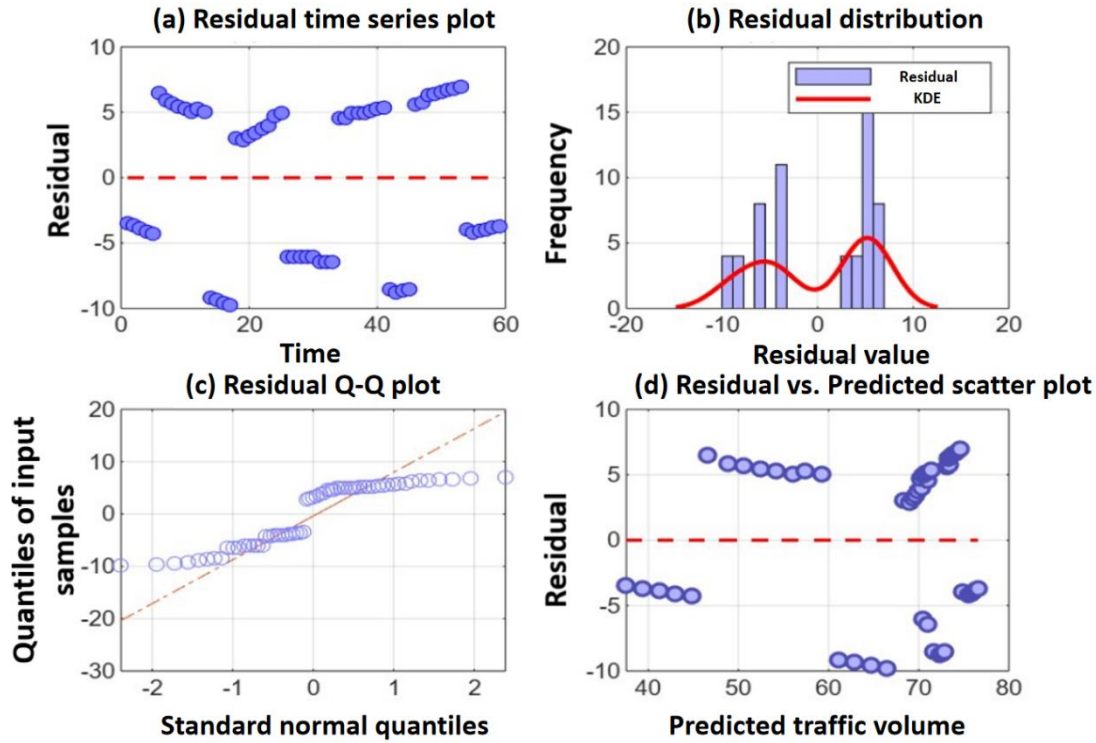 (a) Residual time series plot
10
5
0
-5
-10
0
20
40
60
Residual
Time
(b) Residual distribution
20
15
10
5
0
-20
-10
0
10
20
Residual
KDE
Frequency
Residual value
(c) Residual Q-Q plot
20
10
0
-10
-20
-30
-2
-1
0
1
2
Quantiles of input
samples
Standard normal quantiles
(d) Residual vs. Predicted scatter plot
10
5
0
-5
-10
40
50
60
70
80
Residual
Predicted traffic volume